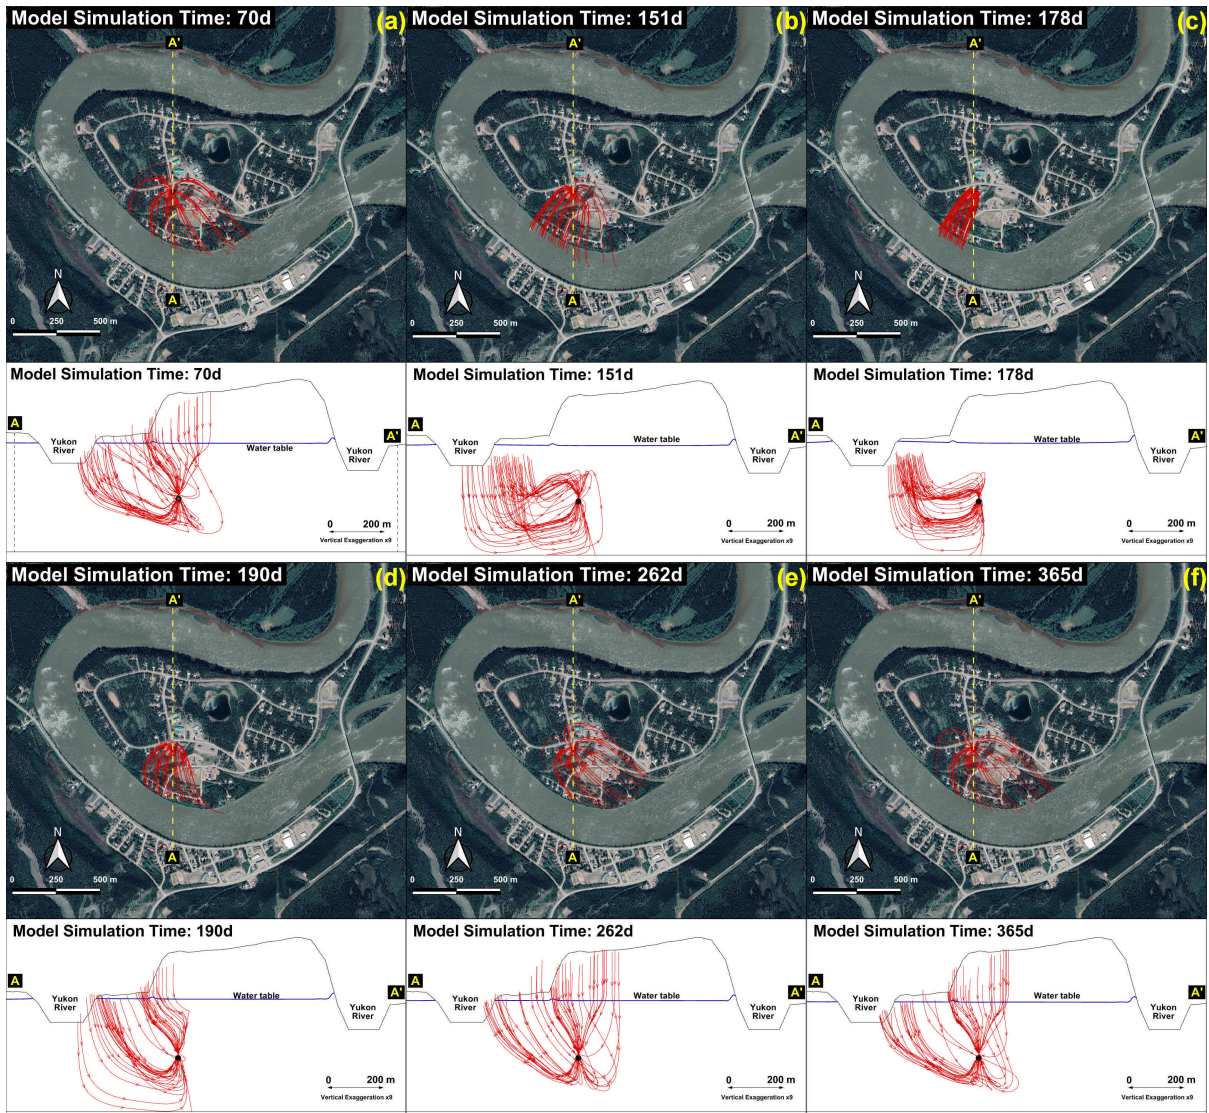 Model Simulation Time: 70d
(a)
A'
N
A
0 250 500 m
Model Simulation Time: 151d
(b)
A'
N
A
0 250 500 m
Model Simulation Time: 178d
(c)
A'
N
A
0 250 500 m
Model Simulation Time: 70d
A
Yukon
River
A'
Water table
Yukon
River
0 200 m
Vertical Exaggeration x9
Model Simulation Time: 151d
A
Yukon
River
Water table
A'
Yukon
River
0 200 m
Vertical Exaggeration x9
Model Simulation Time: 178d
A
Yukon
River
Water table
A'
Yukon
River
0 200 m
Vertical Exaggeration x9
Model Simulation Time: 190d
(d)
A'
N
A
0 250 500 m
Model Simulation Time: 262d
(e)
A'
N
A
0 250 500 m
Model Simulation Time: 365d
(f)
A'
N
A
0 250 500 m
Model Simulation Time: 190d
A
Yukon
River
Water table
A'
Yukon
River
0 200 m
Vertical Exaggeration x9
Model Simulation Time: 262d
A
Yukon
River
Water table
A'
Yukon
River
0 200 m
Vertical Exaggeration x9
Model Simulation Time: 365d
A
Yukon
River
Water table
A'
Yukon
River
0 200 m
Vertical Exaggeration x9